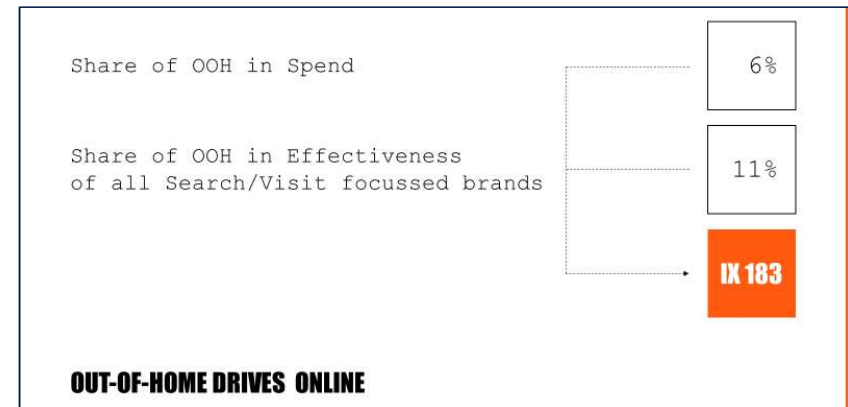 Share of OOH in Spend
6%
Share of OOH in Effectiveness
of all Search/Visit focussed brands
11%
IX 183
OUT-OF-HOME DRIVES ONLINE